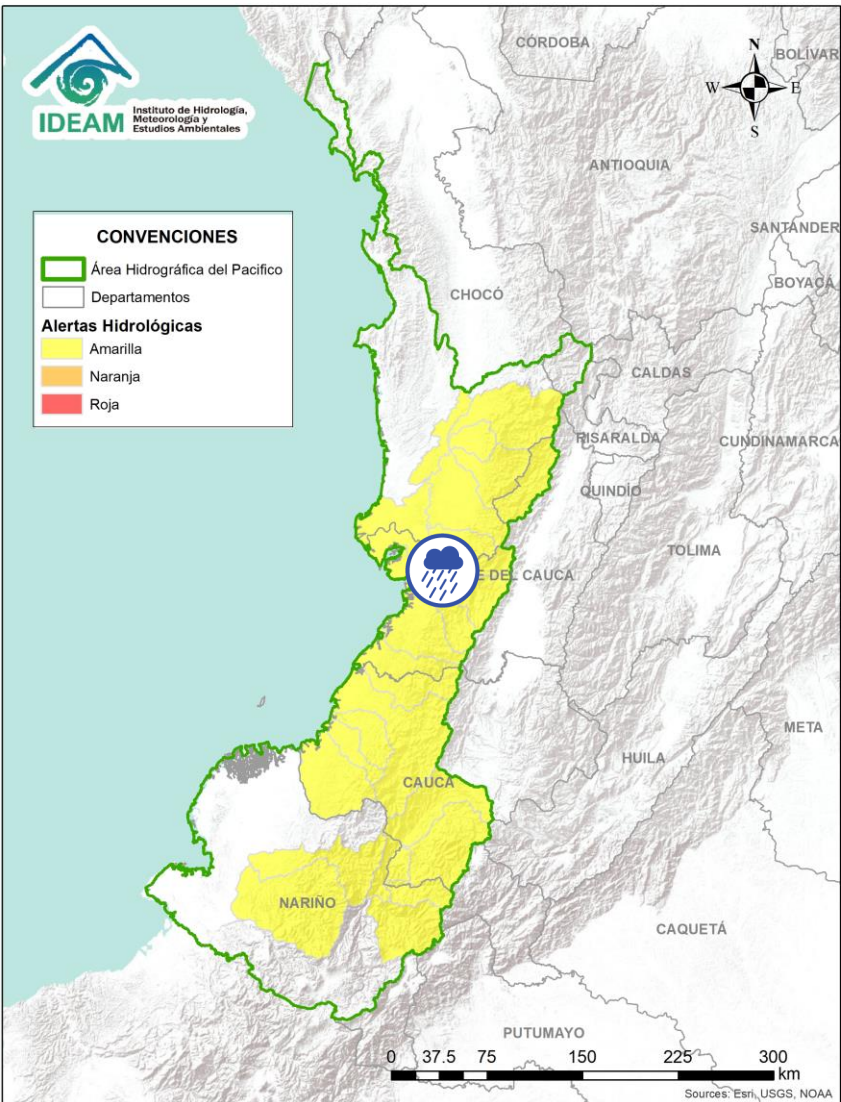 IDEAM
Instituto de Hidrología,
Meteorología y
Estudios Ambientales
N
W
E
S
CONVENCIONES
Área Hidrográfica del Pacifico
Departamentos
Alertas Hidrológicas
Amarilla
Naranja
Roja
CÓRDOBA
BOLÍVAR
ANTIOQUIA
SANTANDER
BOYACÁ
CHOCÓ
CALDAS
RISARALDA
CUNDINAMARCA
QUINDÍO
TOLIMA
E DEL CAUCA
META
HUILA
CAUCA
NARIÑO
CAQUETÁ
PUTUMAYO
0 37.5 75 150 225 300
km
Sources: Esri, USGS, NOAA